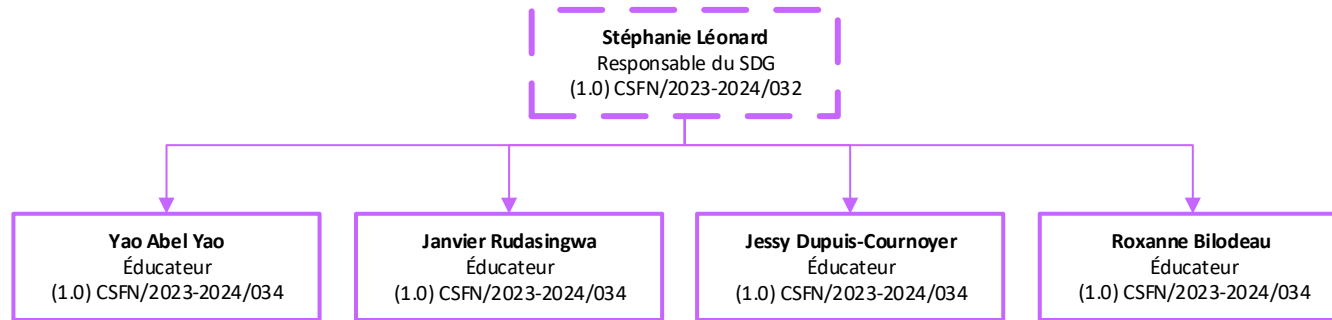 Stéphanie Léonard
Responsable du SDG
(1.0) CSFN/2023-2024/032
Yao Abel Yao
Éducateur
(1.0) CSFN/2023-2024/034
Janvier Rudasingwa
Éducateur
(1.0) CSFN/2023-2024/034
Jessy Dupuis-Cournoyer
Éducateur
(1.0) CSFN/2023-2024/034
Roxanne Bilodeau
Éducateur
(1.0) CSFN/2023-2024/034